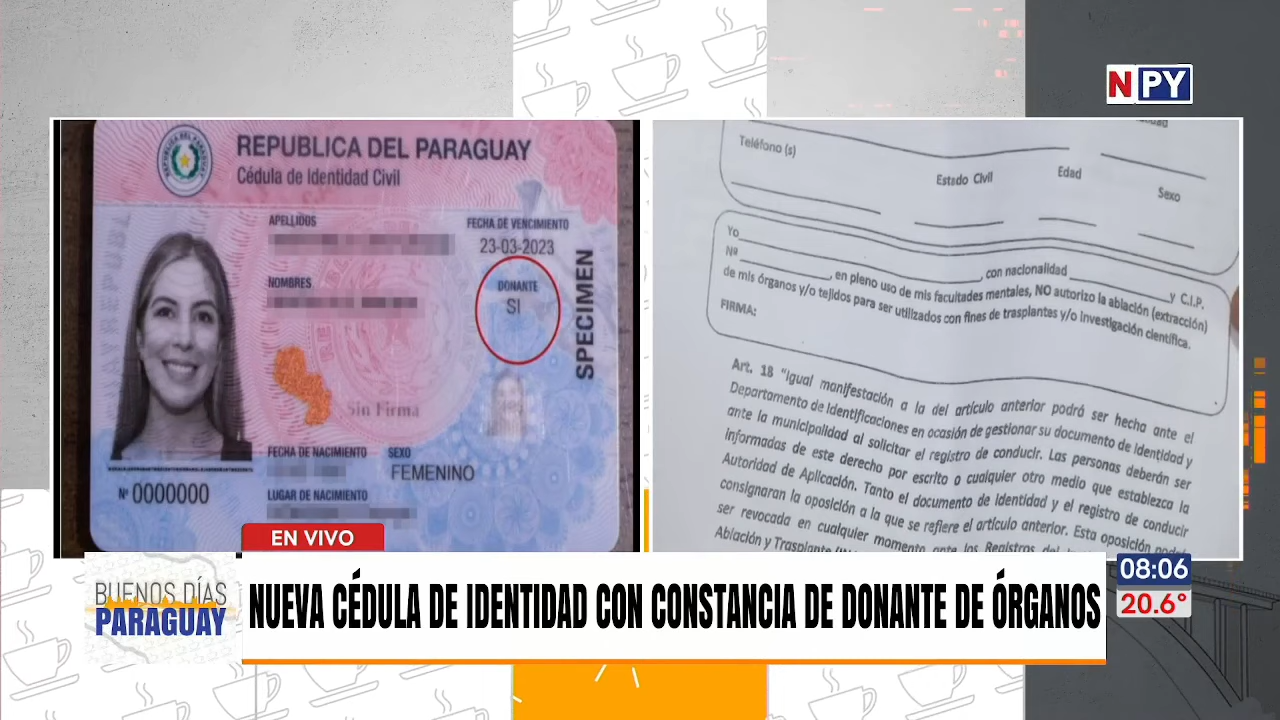 NPY
REPUBLICA DEL PARAGUAY
Cédula de Identidad Civil
APELLIDOS
FECHA DE VENCIMIENTO
23-03-2023
NOMBRES
DONANTE
SI
SPECIMEN
Sin Firma
FECHA DE NACIMIENTO
SEXO
FEMENINO
Nº 0000000
LUGAR DE NACIMIENTO
Teléfono (s)
Estado Civil
Edad
Sexo
Yo
, con nacionalidad
y C.I.P.
Nº
, en pleno uso de mis facultades mentales, NO autorizo la ablación (extracción)
de mis órganos y/o tejidos para ser utilizados con fines de trasplantes y/o investigación científica.
FIRMA:
Art. 18 "Igual manifestación a la del artículo anterior podrá ser hecha ante el
Departamento de Identificaciones en ocasión de gestionar su documento de Identidad y
ante la municipalidad al solicitar el registro de conducir. Las personas deberán ser
informadas de este derecho por escrito o cualquier otro medio que establezca la
Autoridad de Aplicación. Tanto el documento de Identidad y el registro de conducir
consignaran la oposición a la que se refiere el artículo anterior. Esta oposición podrá
ser revocada en cualquier momento ante los Registros del
Ablación y Trasplante
EN VIVO
BUENOS DÍAS
PARAGUAY
NUEVA CÉDULA DE IDENTIDAD CON CONSTANCIA DE DONANTE DE ÓRGANOS
08:06
20.6°